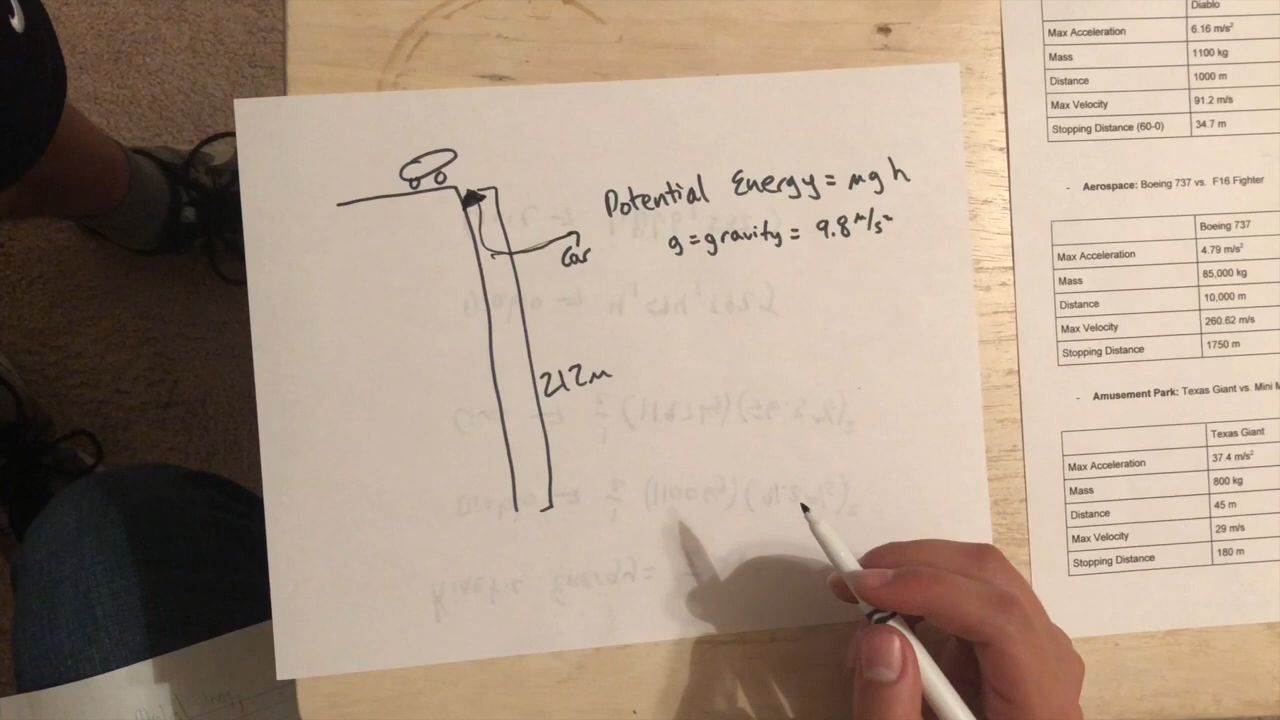 Potential Energy = mgh
g = gravity = 9.8 m/s²
Car
212m
Diablo
Max Acceleration 6.16 m/s²
Mass 1100 kg
Distance 1000 m
Max Velocity 91.2 m/s
Stopping Distance (60-0) 34.7 m
- Aerospace: Boeing 737 vs. F16 Fighter
Boeing 737
Max Acceleration 4.79 m/s²
Mass 85,000 kg
Distance 10,000 m
Max Velocity 260.62 m/s
Stopping Distance 1750 m
- Amusement Park: Texas Giant vs. Mini M
Texas Giant
Max Acceleration 37.4 m/s²
Mass 800 kg
Distance 45 m
Max Velocity 29 m/s
Stopping Distance 180 m